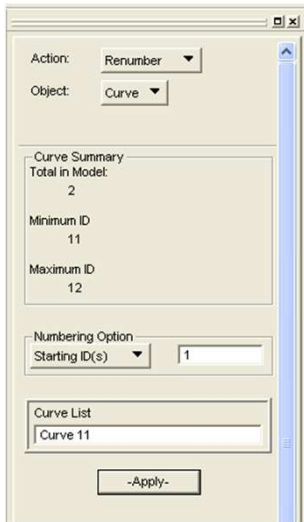 Action: Renumber
Object: Curve
Curve Summary
Total in Model:
2
Minimum ID
11
Maximum ID
12
Numbering Option
Starting ID(s) 1
Curve List
Curve 11
-Apply-